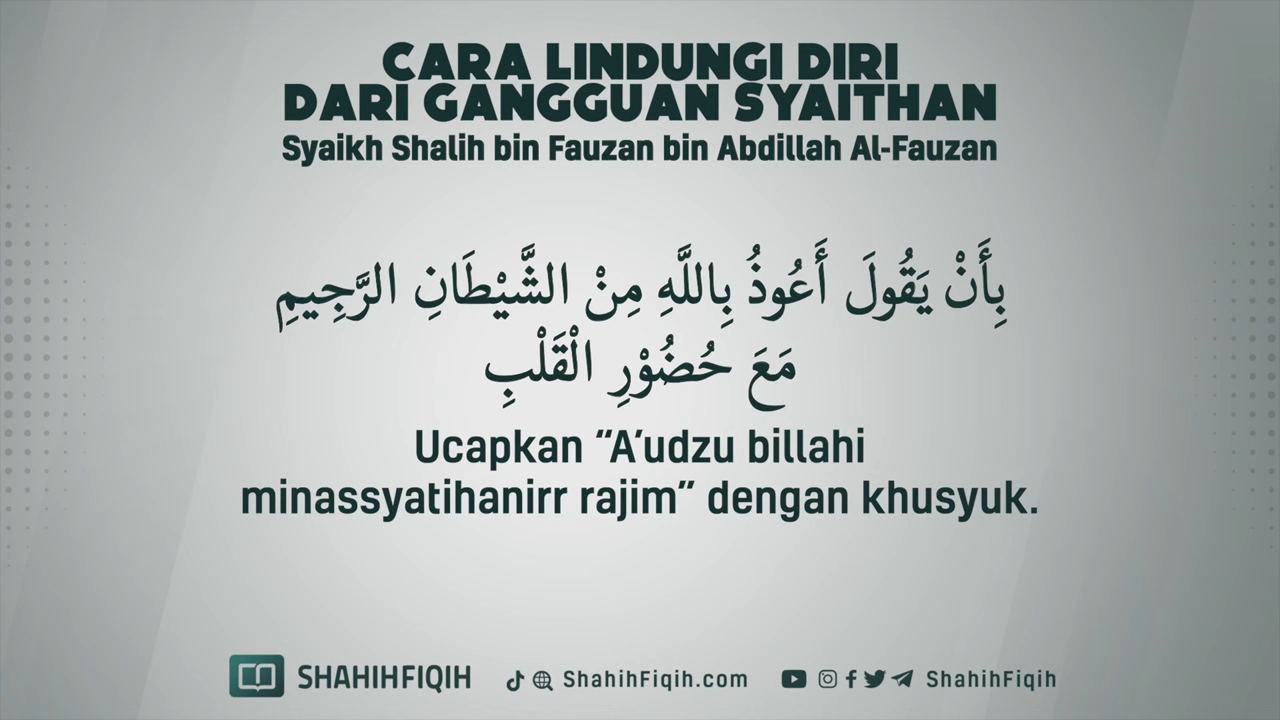 CARA LINDUNGI DIRI
DARI GANGGUAN SYAITHAN
Syaikh Shalih bin Fauzan bin Abdillah Al-Fauzan
بِأَنْ يَقُولَ أَعُوذُ بِاللَّهِ مِنْ الشَّيْطَانِ الرَّجِيمِ
مَعَ حُضُوْرِ الْقَلْبِ
Ucapkan “A’udzu billahi
minassyatihanirr rajim” dengan khusyuk.
SHAHIHFIQIH ShahihFiqih.com ShahihFiqih